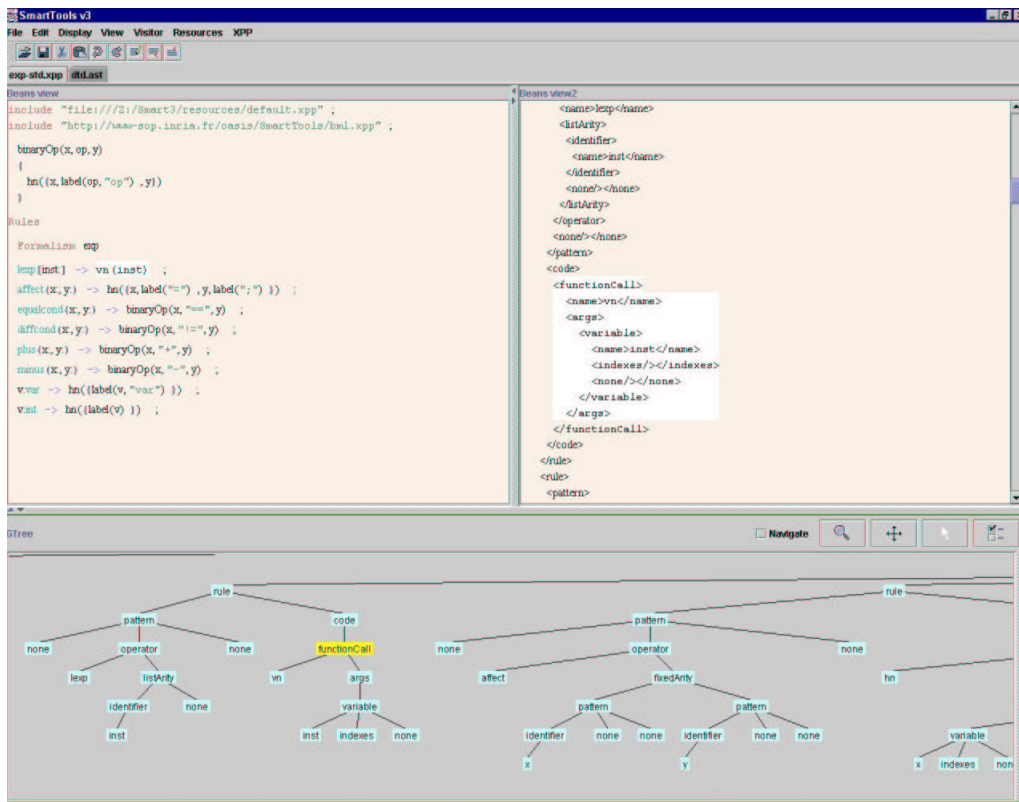 SmartTools v3
File Edit Display View Visitor Resources XPP
exp-std.xpp dtd.ast
Beans view
include "file:///Z:/Smart3/resources/default.xpp" ;
include "http://www-sop.inria.fr/oasis/SmartTools/bml.xpp" ;
binaryOp(x, op, y)
{
hn({x, label(op, "op") , y})
}
Rules
Formalism exp
lexp[inst:] -> vn (inst) ;
affect(x:, y:) -> hn({x, label("=") , y, label(";") }) ;
equalcond(x:, y:) -> binaryOp(x, "==", y) ;
diffcond(x:, y:) -> binaryOp(x, "!=", y) ;
plus(x:, y:) -> binaryOp(x, "+", y) ;
minus(x:, y:) -> binaryOp(x, "-", y) ;
v:var -> hn({label(v, "var") }) ;
v:int -> hn({label(v) }) ;
Beans view2
<name>lexp</name>
<listArity>
<identifier>
<name>inst</name>
</identifier>
<none/></none>
</listArity>
</operator>
<none/></none>
</pattern>
<code>
<functionCall>
<name>vn</name>
<args>
<variable>
<name>inst</name>
<indexes/></indexes>
<none/></none>
</variable>
</args>
</functionCall>
</code>
</rule>
<rule>
<pattern>
GTree
Navigate
rule rule
pattern code pattern
none operator none functionCall none operator none
lexp listArity vn args affect fixedArity hn
identifier none variable pattern pattern
inst inst indexes none identifier none none identifier none none variable
x y x indexes non